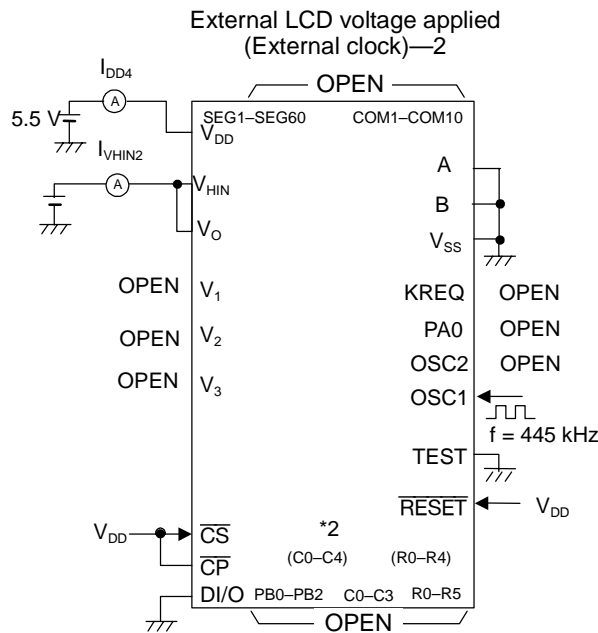 External LCD voltage applied
(External clock)—2
OPEN
I_DD4
A
5.5 V
SEG1–SEG60 COM1–COM10
V_DD
I_VHIN2
A
V_HIN
V_O
A
B
V_SS
OPEN V_1
KREQ OPEN
OPEN V_2
PA0 OPEN
OSC2 OPEN
OPEN V_3
OSC1
f = 445 kHz
TEST
RESET V_DD
V_DD CS
*2
CP
(C0–C4) (R0–R4)
DI/O PB0–PB2 C0–C3 R0–R5
OPEN